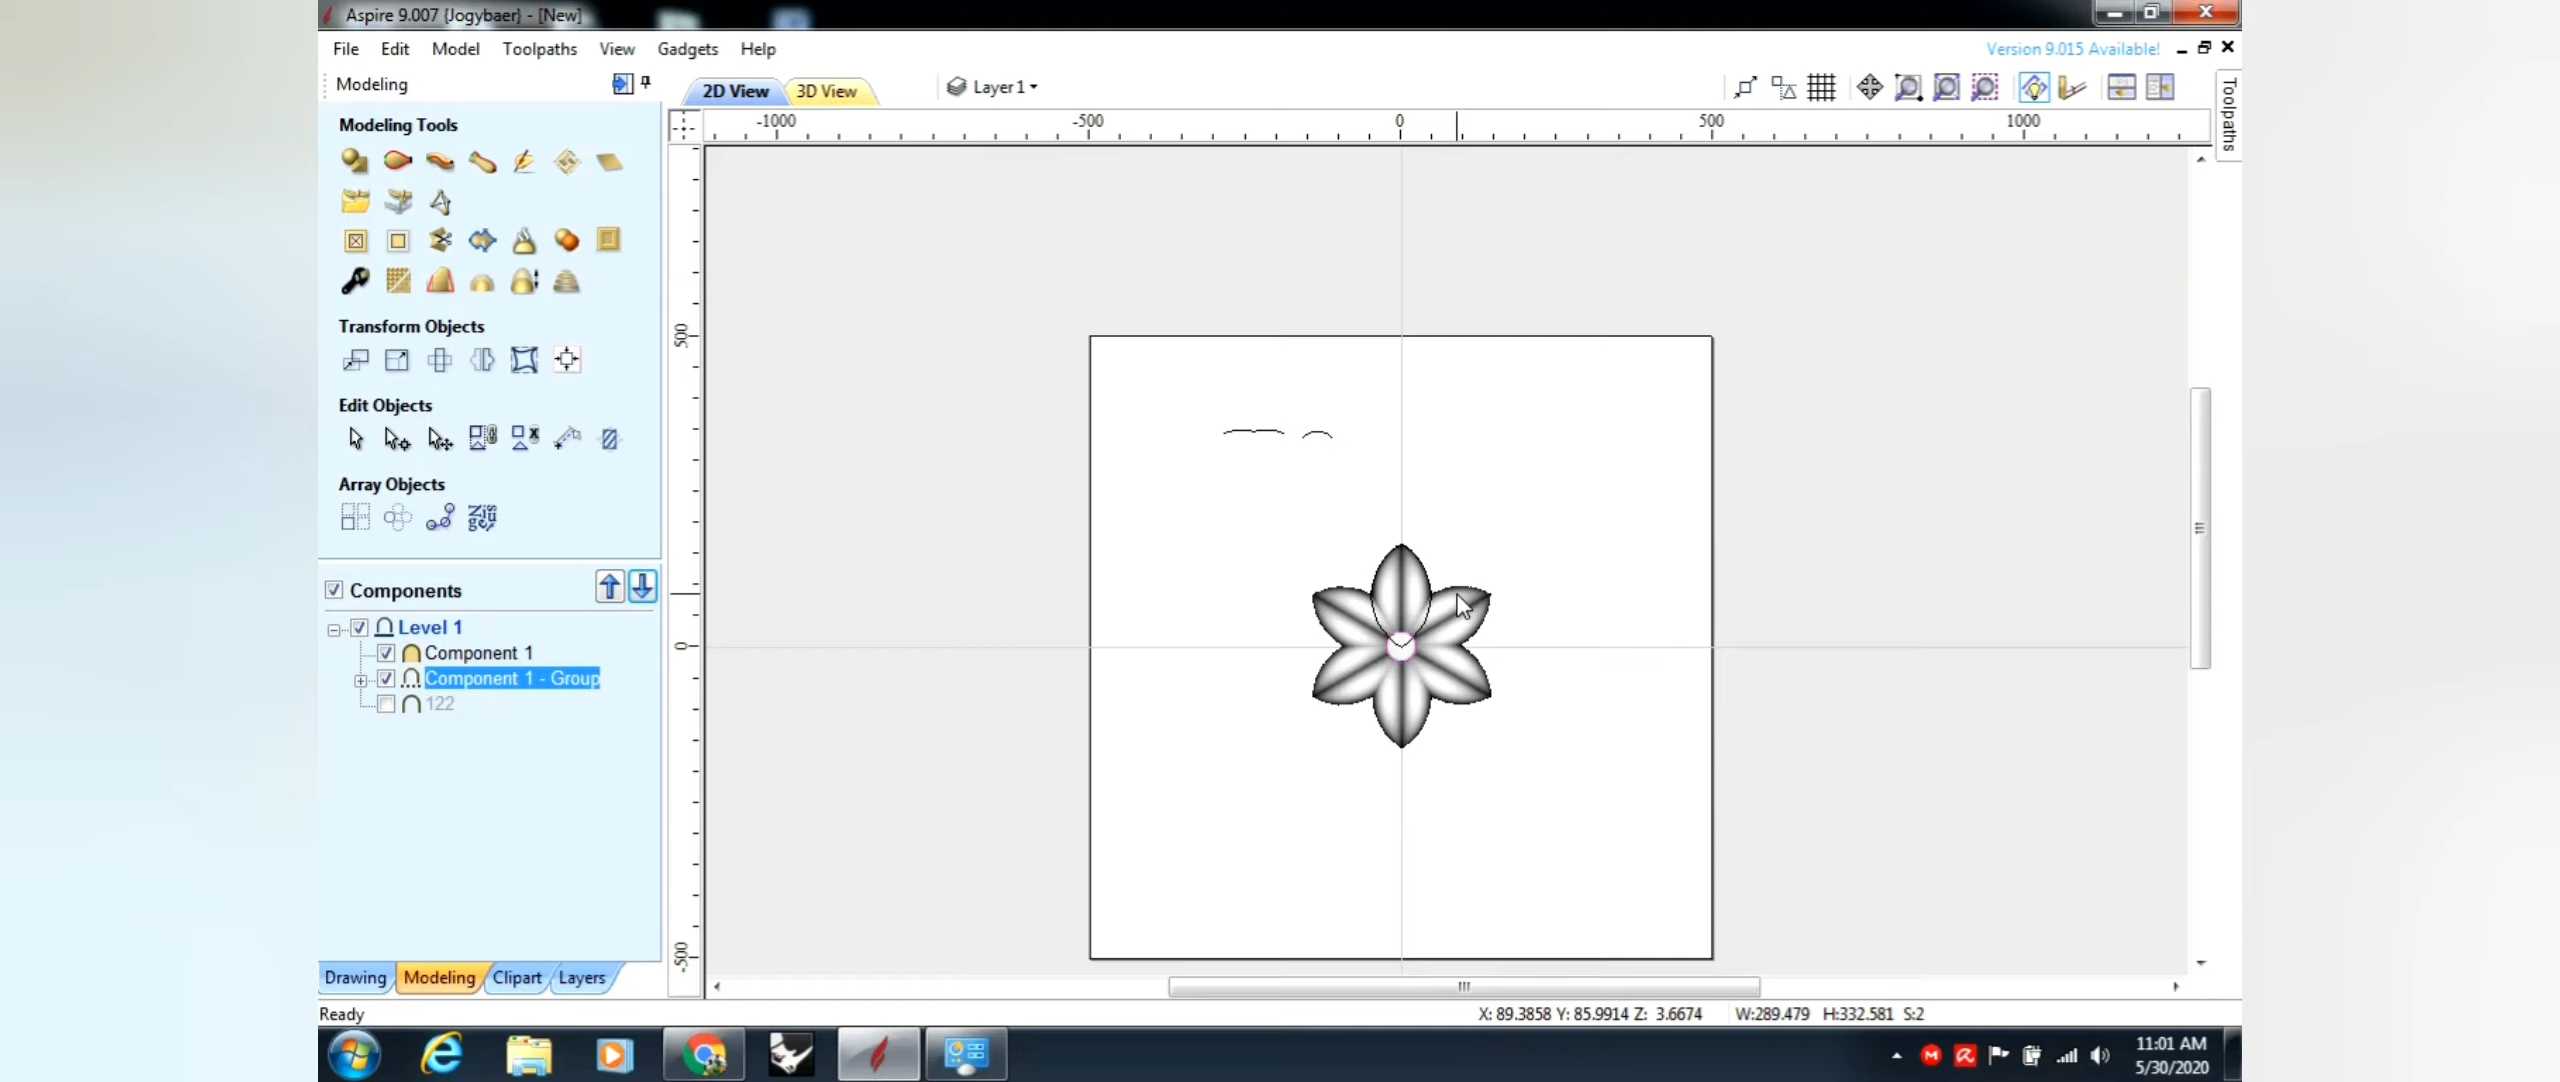 Aspire 9.007 {Jogybaer} - [New]
File Edit Model Toolpaths View Gadgets Help
Version 9.015 Available!
Modeling
2D View 3D View Layer1
Toolpaths
-1000 -500 0 500 1000
Modeling Tools
Transform Objects
500
Edit Objects
Array Objects
Components
Level 1
0
Component 1
Component 1 - Group
122
-500
Drawing Modeling Clipart Layers
Ready
X: 89.3858 Y: 85.9914 Z: 3.6674 W:289.479 H:332.581 S:2
11:01 AM
5/30/2020